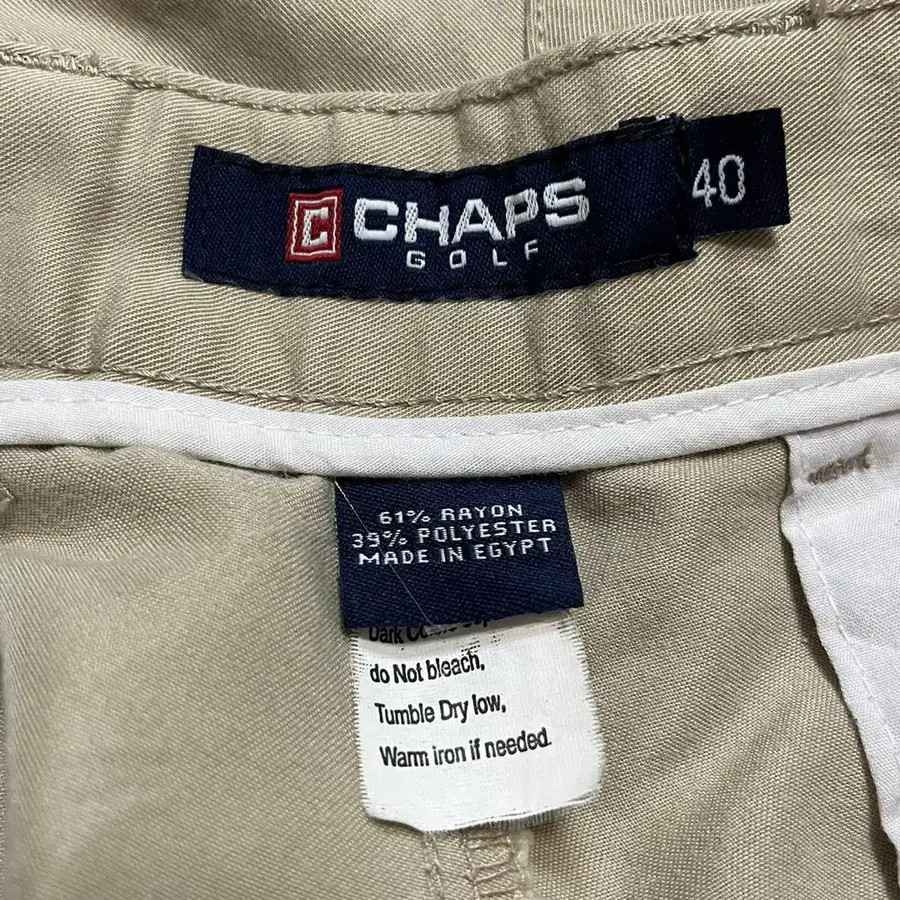 C CHAPS
GOLF
40
61% RAYON
39% POLYESTER
MADE IN EGYPT
Dark
do Not bleach,
Tumble Dry low,
Warm iron if needed.